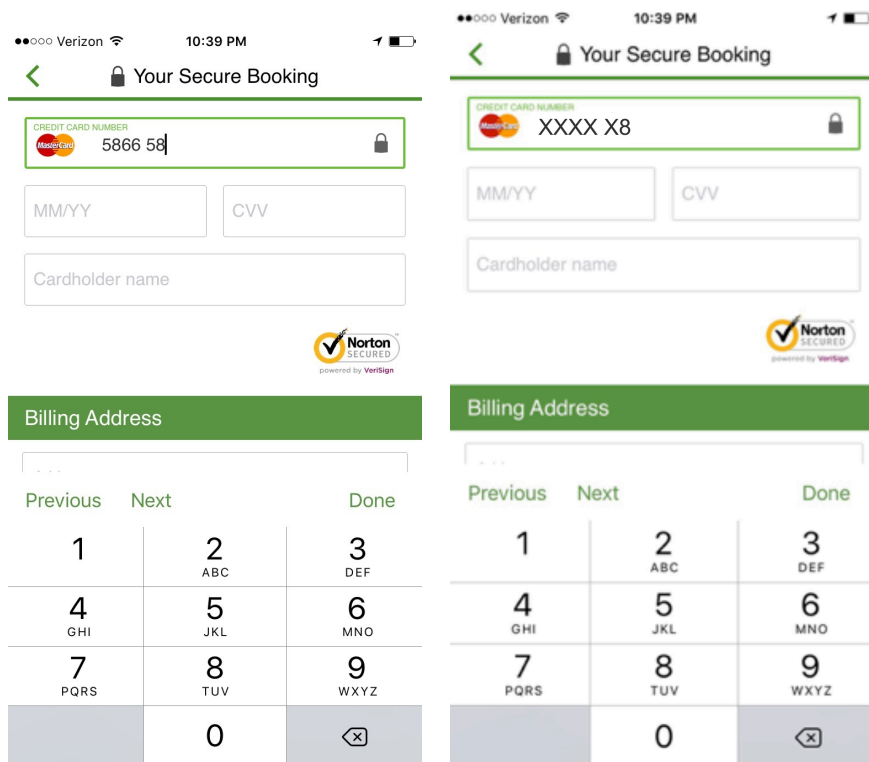 Verizon 10:39 PM
Your Secure Booking
CREDIT CARD NUMBER
MasterCard 5866 58
MM/YY CVV
Cardholder name
Norton
SECURED
powered by VeriSign
Billing Address
Previous Next Done
1 2 3
ABC DEF
4 5 6
GHI JKL MNO
7 8 9
PQRS TUV WXYZ
0
Verizon 10:39 PM
Your Secure Booking
CREDIT CARD NUMBER
MasterCard XXXX X8
MM/YY CVV
Cardholder name
Norton
SECURED
powered by VeriSign
Billing Address
Previous Next Done
1 2 3
ABC DEF
4 5 6
GHI JKL MNO
7 8 9
PQRS TUV WXYZ
0